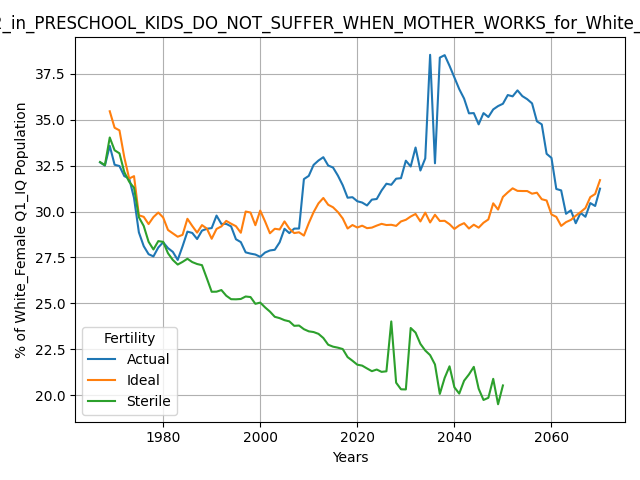 _in_PRESCHOOL_KIDS_DO_NOT_SUFFER_WHEN_MOTHER_WORKS_for_White_
% of White_Female Q1_IQ Population
37.5
35.0
32.5
30.0
27.5
25.0
22.5
20.0
Fertility
Actual
Ideal
Sterile
1980 2000 2020 2040 2060
Years